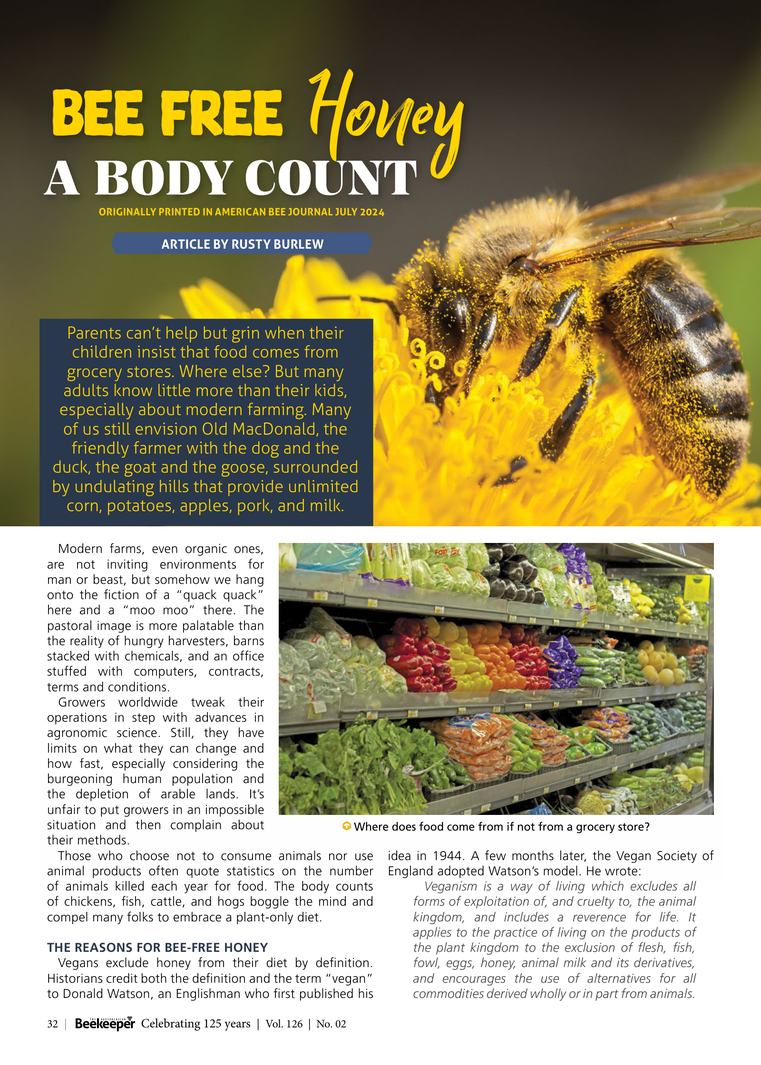 BEE FREE Honey
A BODY COUNT
ORIGINALLY PRINTED IN AMERICAN BEE JOURNAL JULY 2024
ARTICLE BY RUSTY BURLEW
Parents can't help but grin when their
children insist that food comes from
grocery stores. Where else? But many
adults know little more than their kids,
especially about modern farming. Many
of us still envision Old MacDonald, the
friendly farmer with the dog and the
duck, the goat and the goose, surrounded
by undulating hills that provide unlimited
corn, potatoes, apples, pork, and milk.
Modern farms, even organic ones,
are not inviting environments for
man or beast, but somehow we hang
onto the fiction of a “quack quack”
here and a “moo moo” there. The
pastoral image is more palatable than
the reality of hungry harvesters, barns
stacked with chemicals, and an office
stuffed with computers, contracts,
terms and conditions.
Growers worldwide tweak their
operations in step with advances in
agronomic science. Still, they have
limits on what they can change and
how fast, especially considering the
burgeoning human population and
the depletion of arable lands. It’s
unfair to put growers in an impossible
situation and then complain about
their methods.
Those who choose not to consume animals nor use
animal products often quote statistics on the number
of animals killed each year for food. The body counts
of chickens, fish, cattle, and hogs boggle the mind and
compel many folks to embrace a plant-only diet.
THE REASONS FOR BEE-FREE HONEY
Vegans exclude honey from their diet by definition.
Historians credit both the definition and the term “vegan”
to Donald Watson, an Englishman who first published his
Where does food come from if not from a grocery store?
idea in 1944. A few months later, the Vegan Society of
England adopted Watson’s model. He wrote:
Veganism is a way of living which excludes all
forms of exploitation of, and cruelty to, the animal
kingdom, and includes a reverence for life. It
applies to the practice of living on the products of
the plant kingdom to the exclusion of flesh, fish,
fowl, eggs, honey, animal milk and its derivatives,
and encourages the use of alternatives for all
commodities derived wholly or in part from animals.
32 | Beekeeper Celebrating 125 years | Vol. 126 | No. 02